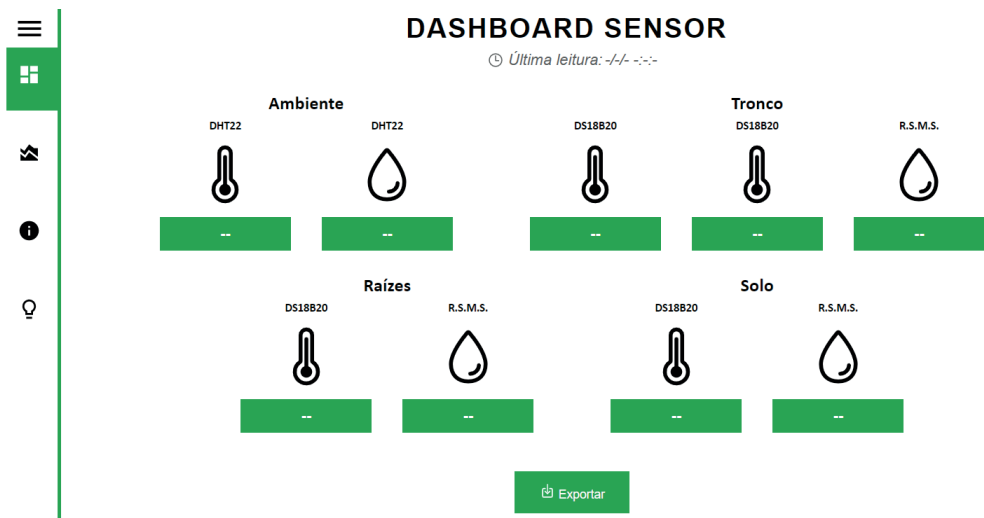 DASHBOARD SENSOR
Última leitura: -/-/- -:-:-
Ambiente
DHT22
DHT22
--
--
Tronco
DS18B20
DS18B20
R.S.M.S.
--
--
--
Raízes
DS18B20
R.S.M.S.
--
--
Solo
DS18B20
R.S.M.S.
--
--
Exportar